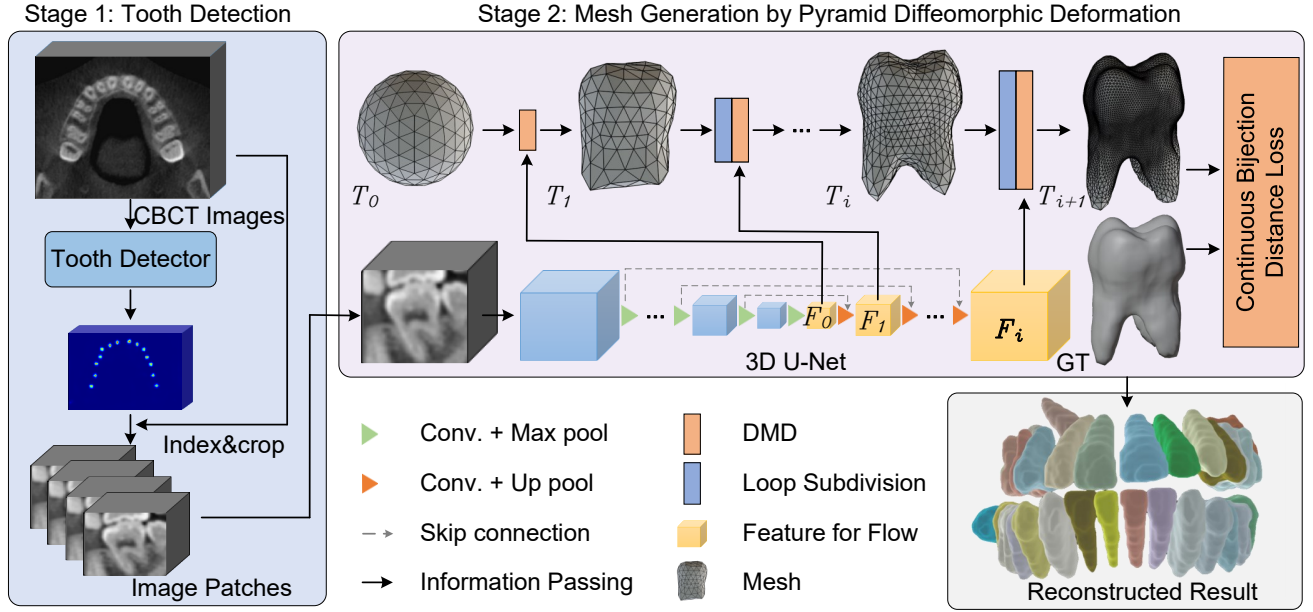 Stage 1: Tooth Detection
Stage 2: Mesh Generation by Pyramid Diffeomorphic Deformation
CBCT Images
Tooth Detector
Index&crop
Image Patches
T0
T1
...
Ti
Ti+1
...
F0
F1
...
Fi
3D U-Net
GT
Continuous Bijection
Distance Loss
Conv. + Max pool
DMD
Conv. + Up pool
Loop Subdivision
Skip connection
Feature for Flow
Information Passing
Mesh
Reconstructed Result